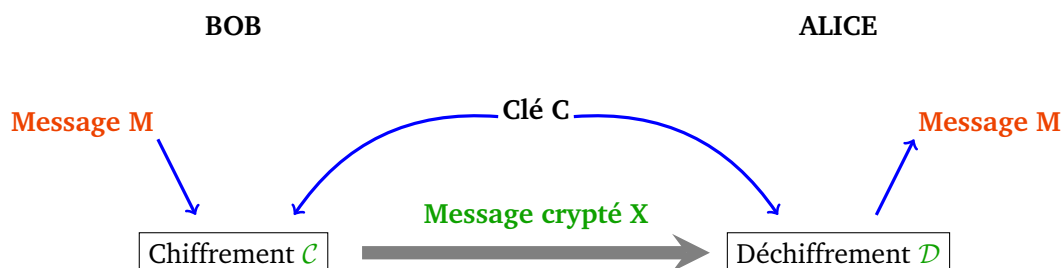 BOB ALICE
Clé C
Message M Message M
Message crypté X
Chiffrement 𝒞 Déchiffrement 𝒟